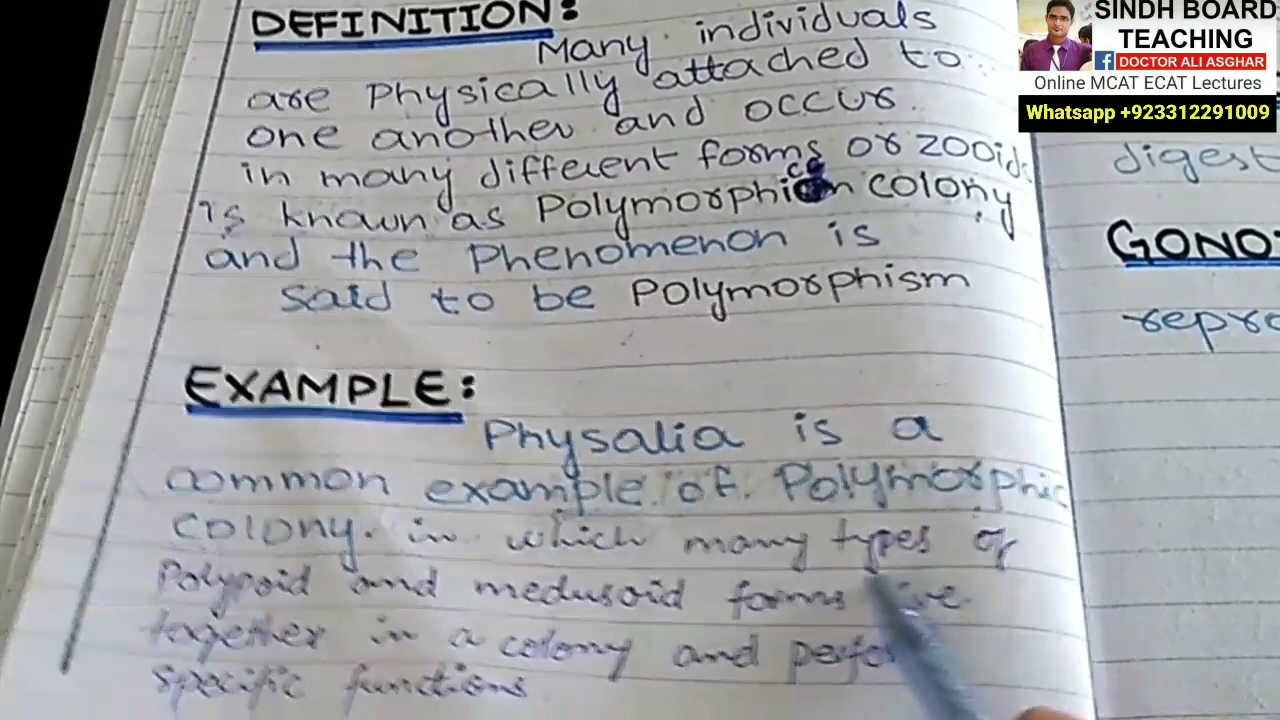 DEFINITION:
Many individuals
are Physically attached to
one another and occur
in many different forms or zooids
is known as Polymorphic colony
and the Phenomenon is
said to be Polymorphism
EXAMPLE:
Physalia is a
common example of Polymorphic
colony. in which many types of
Polypoid and medusoid forms live
together in a colony and perfo
specific functions
digest
GONO
repro
SINDH BOARD
TEACHING
DOCTOR ALI ASGHAR
Online MCAT ECAT Lectures
Whatsapp +923312291009